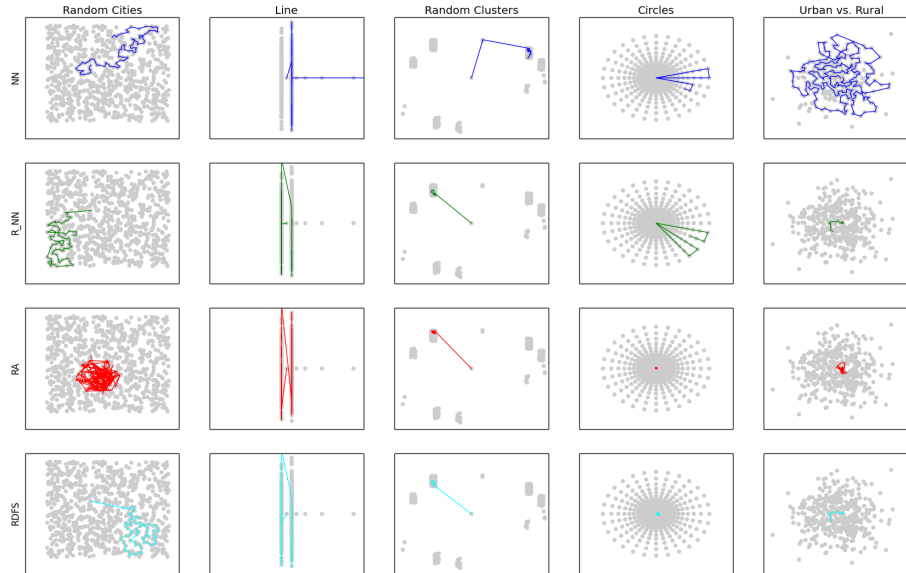 Random Cities
Line
Random Clusters
Circles
Urban vs. Rural
NN
R_NN
RA
RDFS